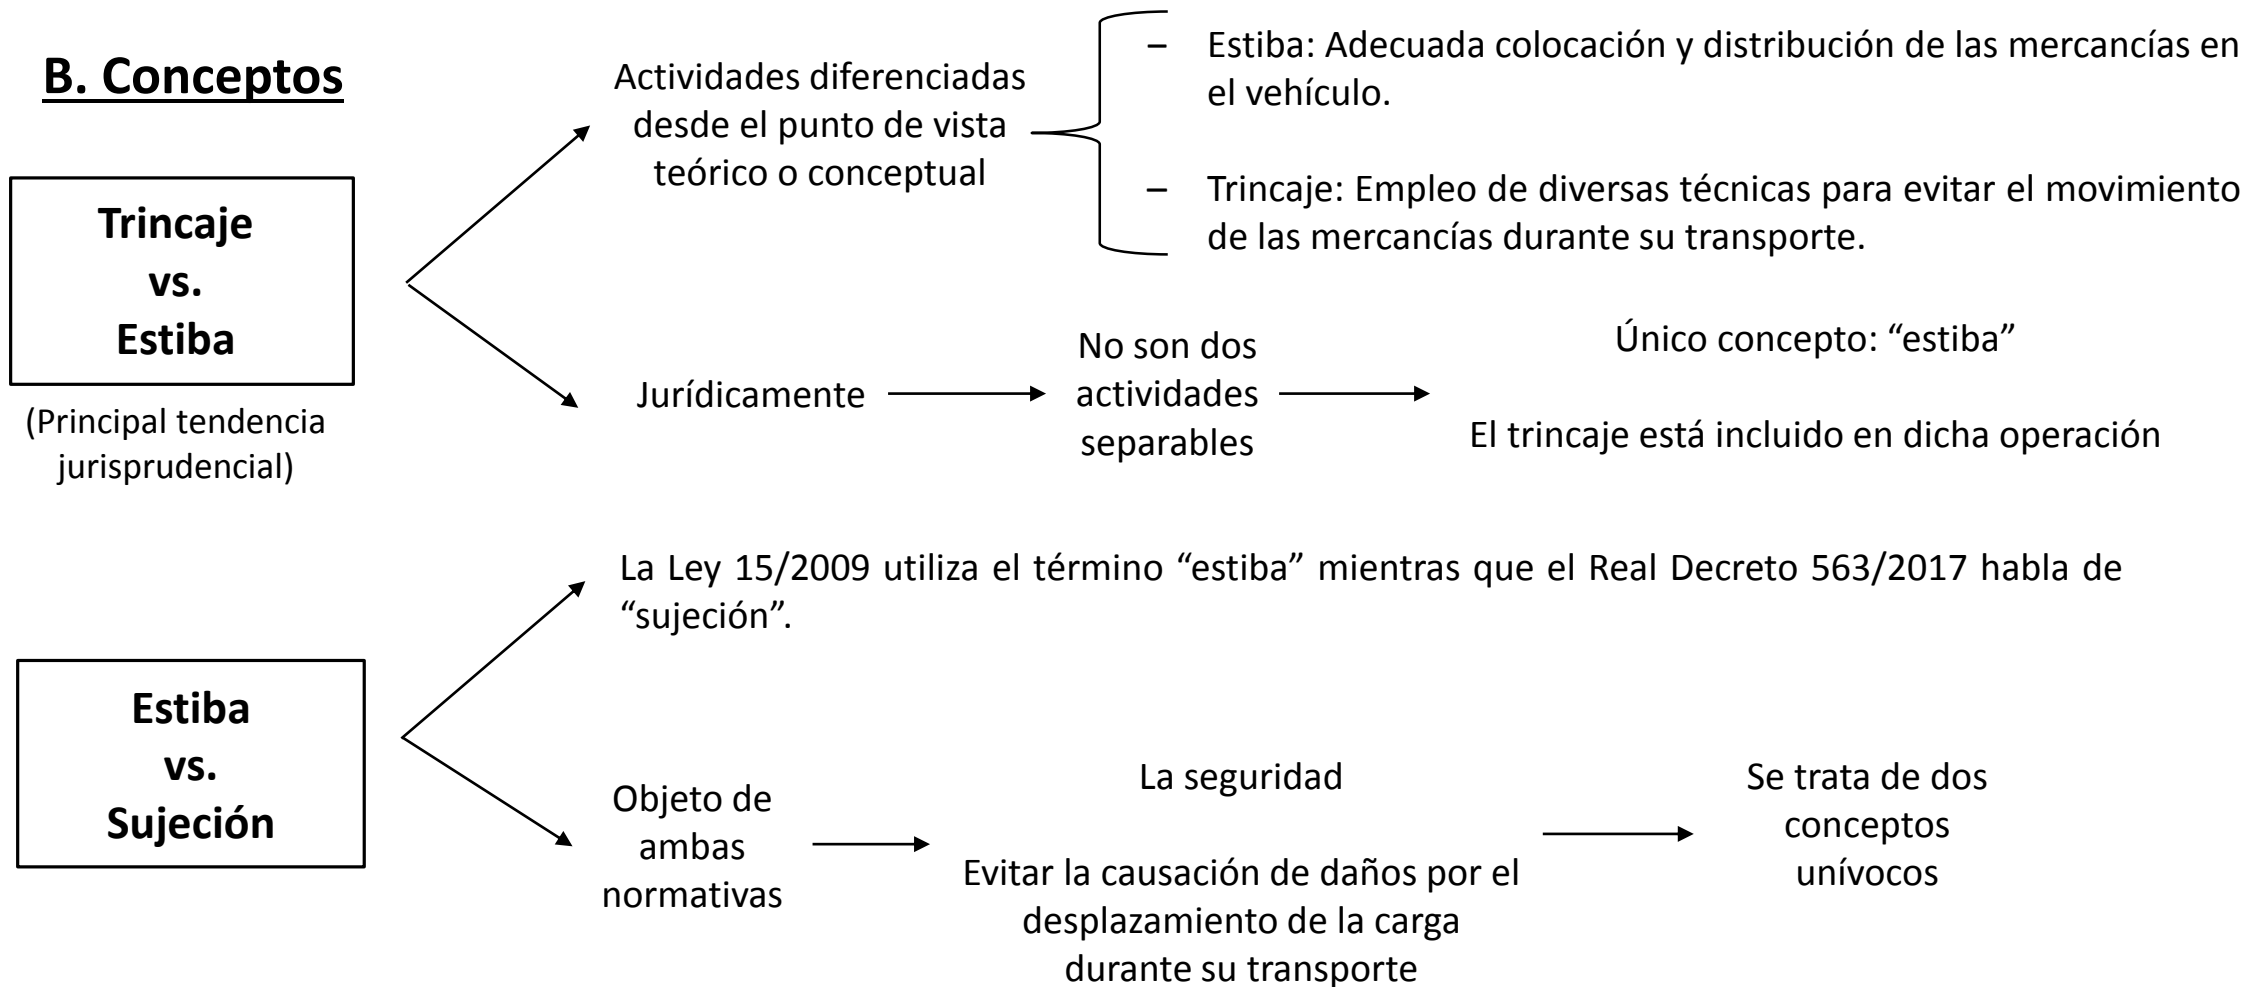 B. Conceptos
Trincaje
vs.
Estiba
(Principal tendencia
jurisprudencial)
Actividades diferenciadas
desde el punto de vista
teórico o conceptual
– Estiba: Adecuada colocación y distribución de las mercancías en
el vehículo.
– Trincaje: Empleo de diversas técnicas para evitar el movimiento
de las mercancías durante su transporte.
Jurídicamente
No son dos
actividades
separables
Único concepto: “estiba”
El trincaje está incluido en dicha operación
Estiba
vs.
Sujeción
La Ley 15/2009 utiliza el término “estiba” mientras que el Real Decreto 563/2017 habla de
“sujeción”.
Objeto de
ambas
normativas
La seguridad
Evitar la causación de daños por el
desplazamiento de la carga
durante su transporte
Se trata de dos
conceptos
unívocos